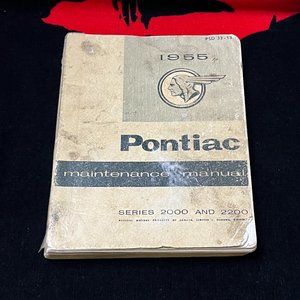 1955
Pontiac
maintenance manual
SERIES 2000 AND 2200